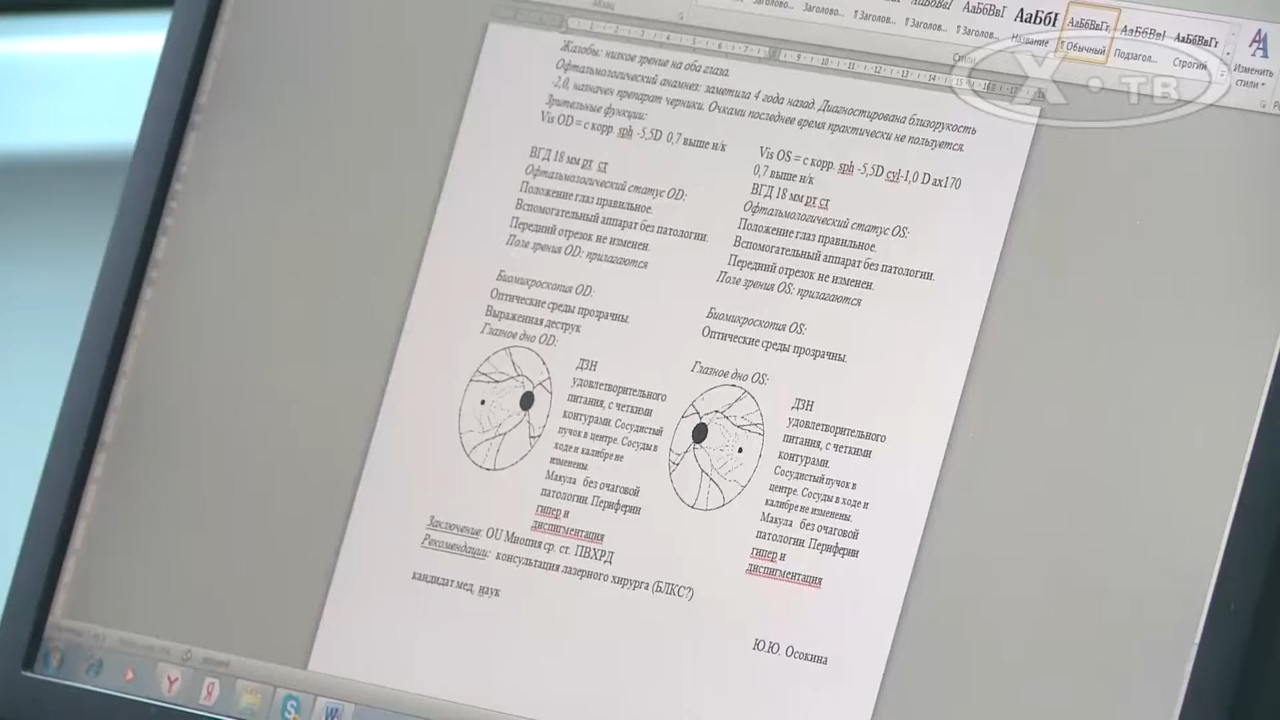 Заголово...
Заголово...
¶ Заголов...
¶ Заголов...
¶ Заголов...
Название
¶ Обычный
Подзагол...
Строгий
Изменить
стили
Стили
Х·ТВ
Жалобы: низкое зрение на оба глаза.
Офтальмологический анамнез: заметила 4 года назад. Диагностирована близорукость
-2,0, назначен препарат черники. Очками последнее время практически не пользуется.
Зрительные функции:
Vis OD = с корр. sph -5,5D 0,7 выше н/к
ВГД 18 мм рт ст
Офтальмологический статус OD:
Положение глаз правильное.
Вспомогательный аппарат без патологии.
Передний отрезок не изменен.
Поле зрения OD: прилагаются
Биомикроскопия OD:
Оптические среды прозрачны.
Выраженная деструк
Глазное дно OD:
ДЗН
удовлетворительного
питания, с четкими
контурами. Сосудистый
пучок в центре. Сосуды в
ходе и калибре не
изменены.
Макула без очаговой
патологии. Периферии
гипер и
диспигментация
Vis OS = с корр. sph -5,5D cyl-1,0 D ax170
0,7 выше н/к
ВГД 18 мм рт ст
Офтальмологический статус OS:
Положение глаз правильное.
Вспомогательный аппарат без патологии.
Передний отрезок не изменен.
Поле зрения OS: прилагаются
Биомикроскопия OS:
Оптические среды прозрачны.
Глазное дно OS:
ДЗН
удовлетворительного
питания, с четкими
контурами.
Сосудистый пучок в
центре. Сосуды в ходе и
калибре не изменены.
Макула без очаговой
патологии. Периферии
гипер и
диспигментация
Заключение: OU Миопия ср. ст. ПВХРД
Рекомендации: консультация лазерного хирурга (БЛКС?)
кандидат мед, наук
Ю.Ю. Осокина